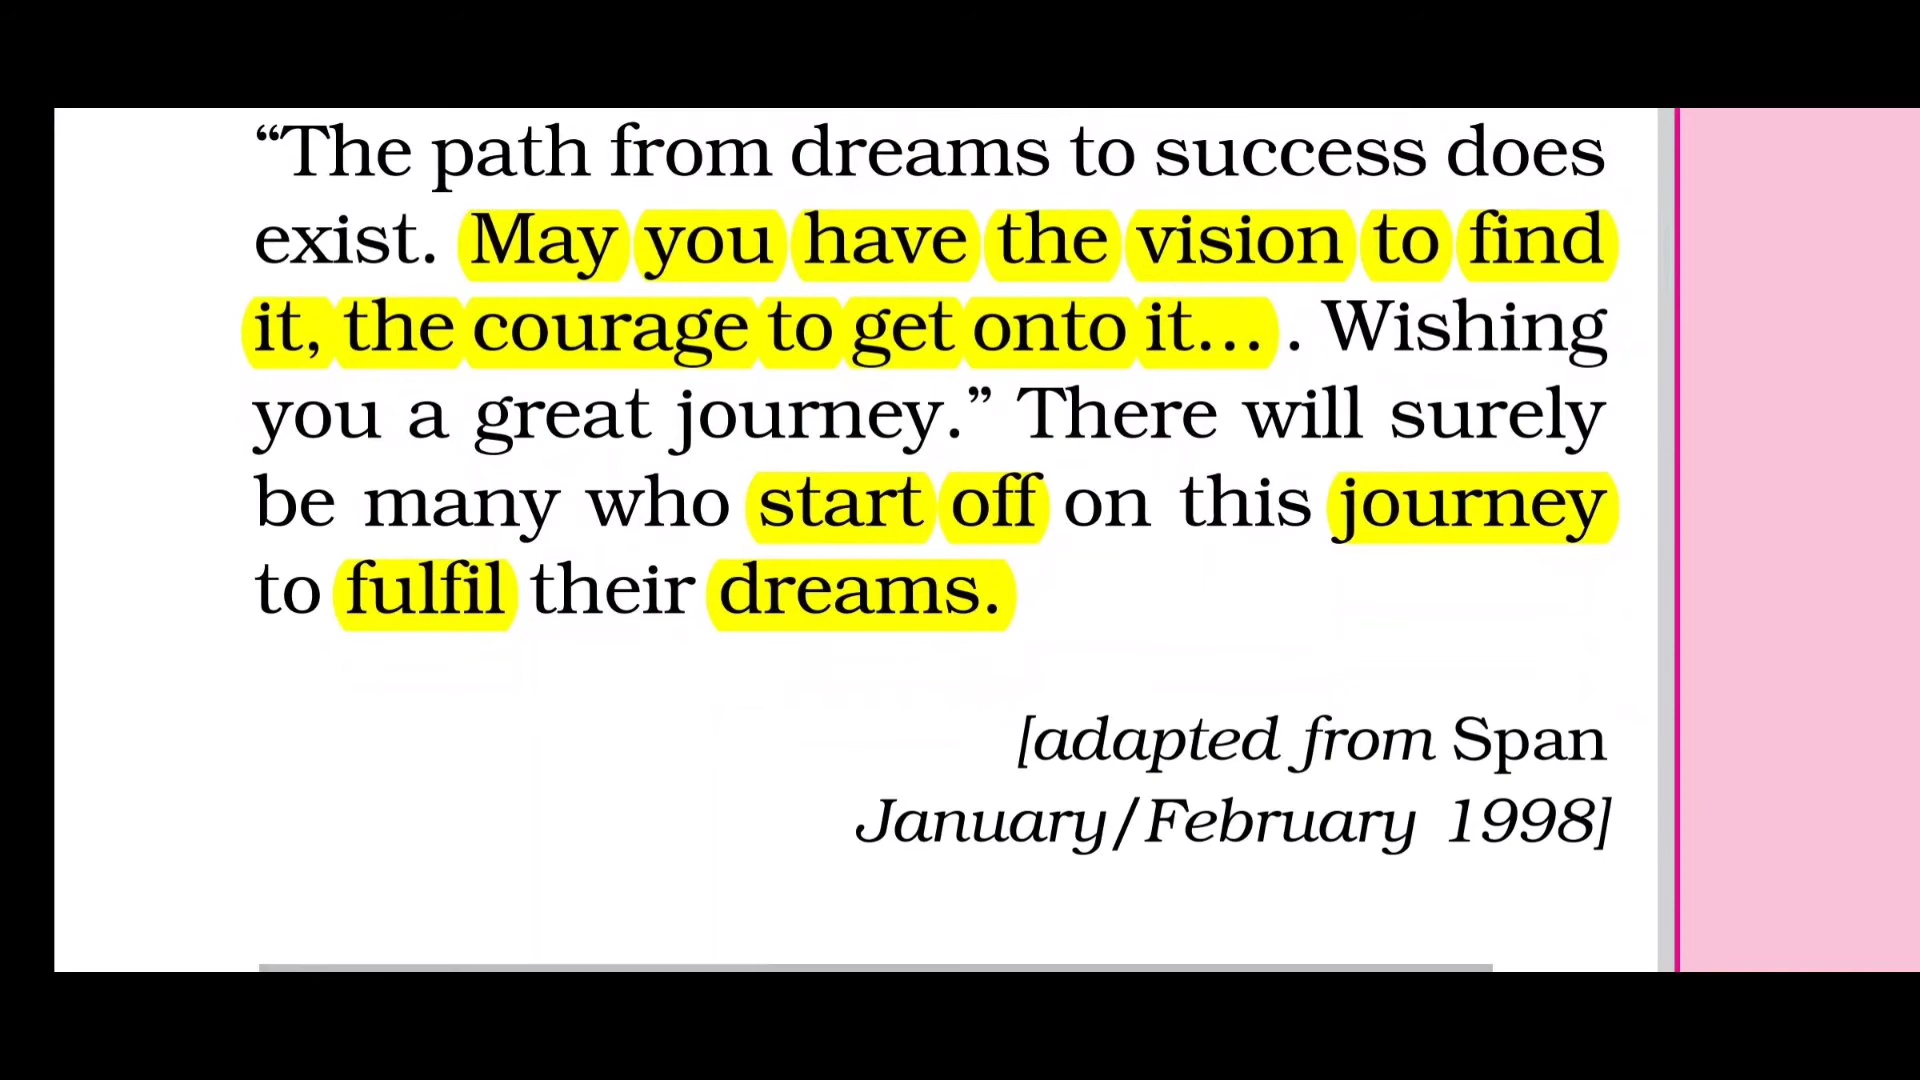 “The path from dreams to success does
exist. May you have the vision to find
it, the courage to get onto it... . Wishing
you a great journey.” There will surely
be many who start off on this journey
to fulfil their dreams.
[adapted from Span
January/February 1998]